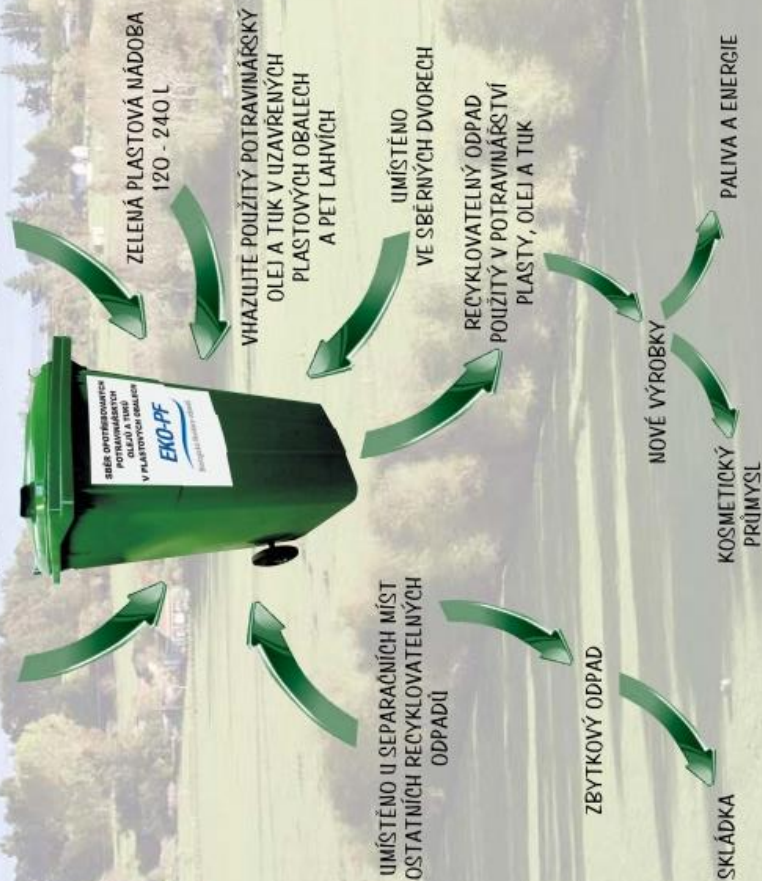 ZELENÁ PLASTOVÁ NÁDOBA
120 - 240 L
VHAZUJTE POUŽITÝ POTRAVINÁŘSKÝ
OLEJ A TUK V UZAVŘENÝCH
PLASTOVÝCH OBALECH
A PET LAHVÍCH
SBĚR OPOTŘEBOVANÝCH
POTRAVINÁŘSKÝCH
OLEJŮ A TUKŮ
V PLASTOVÝCH OBALECH
EKO-PF
UMÍSTĚNO
VE SBĚRNÝCH DVORECH
UMÍSTĚNO U SEPARAČNÍCH MÍST
OSTATNÍCH RECYKLOVATELNÝCH
ODPADŮ
RECYKLOVATELNÝ ODPAD
POUŽITÝ V POTRAVINÁŘSTVÍ
PLASTY, OLEJ A TUK
ZBYTKOVÝ ODPAD
NOVÉ VÝROBKY
SKLÁDKA
KOSMETICKÝ
PRŮMYSL
PALIVA A ENERGIE